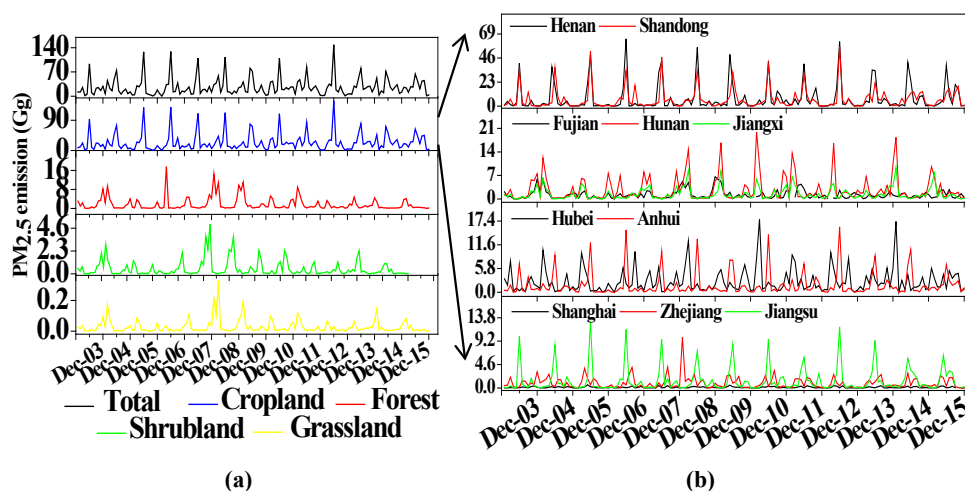 (a)
PM2.5 emission (Gg)
140
70
0
90
0
16
8
0
4.6
2.3
0.0
0.2
0.0
Dec-03 Dec-04 Dec-05 Dec-06 Dec-07 Dec-08 Dec-09 Dec-10 Dec-11 Dec-12 Dec-13 Dec-14 Dec-15
Total Cropland Forest
Shrubland Grassland
(a)
(b)
Henan Shandong
69
46
23
0
Fujian Hunan Jiangxi
21
14
7
0
Hubei Anhui
17.4
11.6
5.8
0.0
Shanghai Zhejiang Jiangsu
13.8
9.2
4.6
0.0
Dec-03 Dec-04 Dec-05 Dec-06 Dec-07 Dec-08 Dec-09 Dec-10 Dec-11 Dec-12 Dec-13 Dec-14 Dec-15
(b)